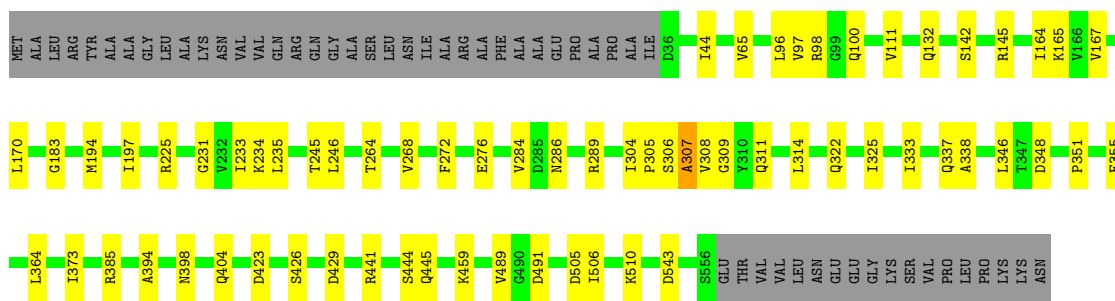 MET ALA LEU ARG TYR ALA ALA GLY LEU ALA LYS ASN VAL VAL GLN ARG GLN GLY ALA SER LEU ASN ILE ALA ARG ALA PHE ALA ALA GLU PRO ALA PRO ALA ILE D36 I44 V65 L96 V97 R98 G99 Q100 V111 Q132 S142 R145 I164 K165 V166 V167
L170 G183 M194 I197 R225 G231 V232 I233 K234 L235 T245 L246 T264 V268 F272 E276 V284 D285 N286 R289 I304 P305 S306 A307 V308 G309 Y310 Q311 L314 Q322 I325 I333 Q337 A338 L346 T347 D348 P351
L364 I373 R385 A394 N398 Q404 D423 S426 D429 R441 S444 Q445 K459 V489 G490 D491 D505 I506 K510 D543 S556 GLU THR VAL VAL LEU ASN GLU GLU GLY LYS SER VAL PRO LEU PRO LYS LYS ASN